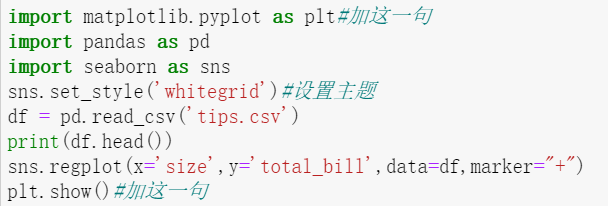 import matplotlib.pyplot as plt#加这一句
import pandas as pd
import seaborn as sns
sns.set_style('whitegrid')#设置主题
df = pd.read_csv('tips.csv')
print(df.head())
sns.regplot(x='size',y='total_bill',data=df,marker="+")
plt.show()#加这一句